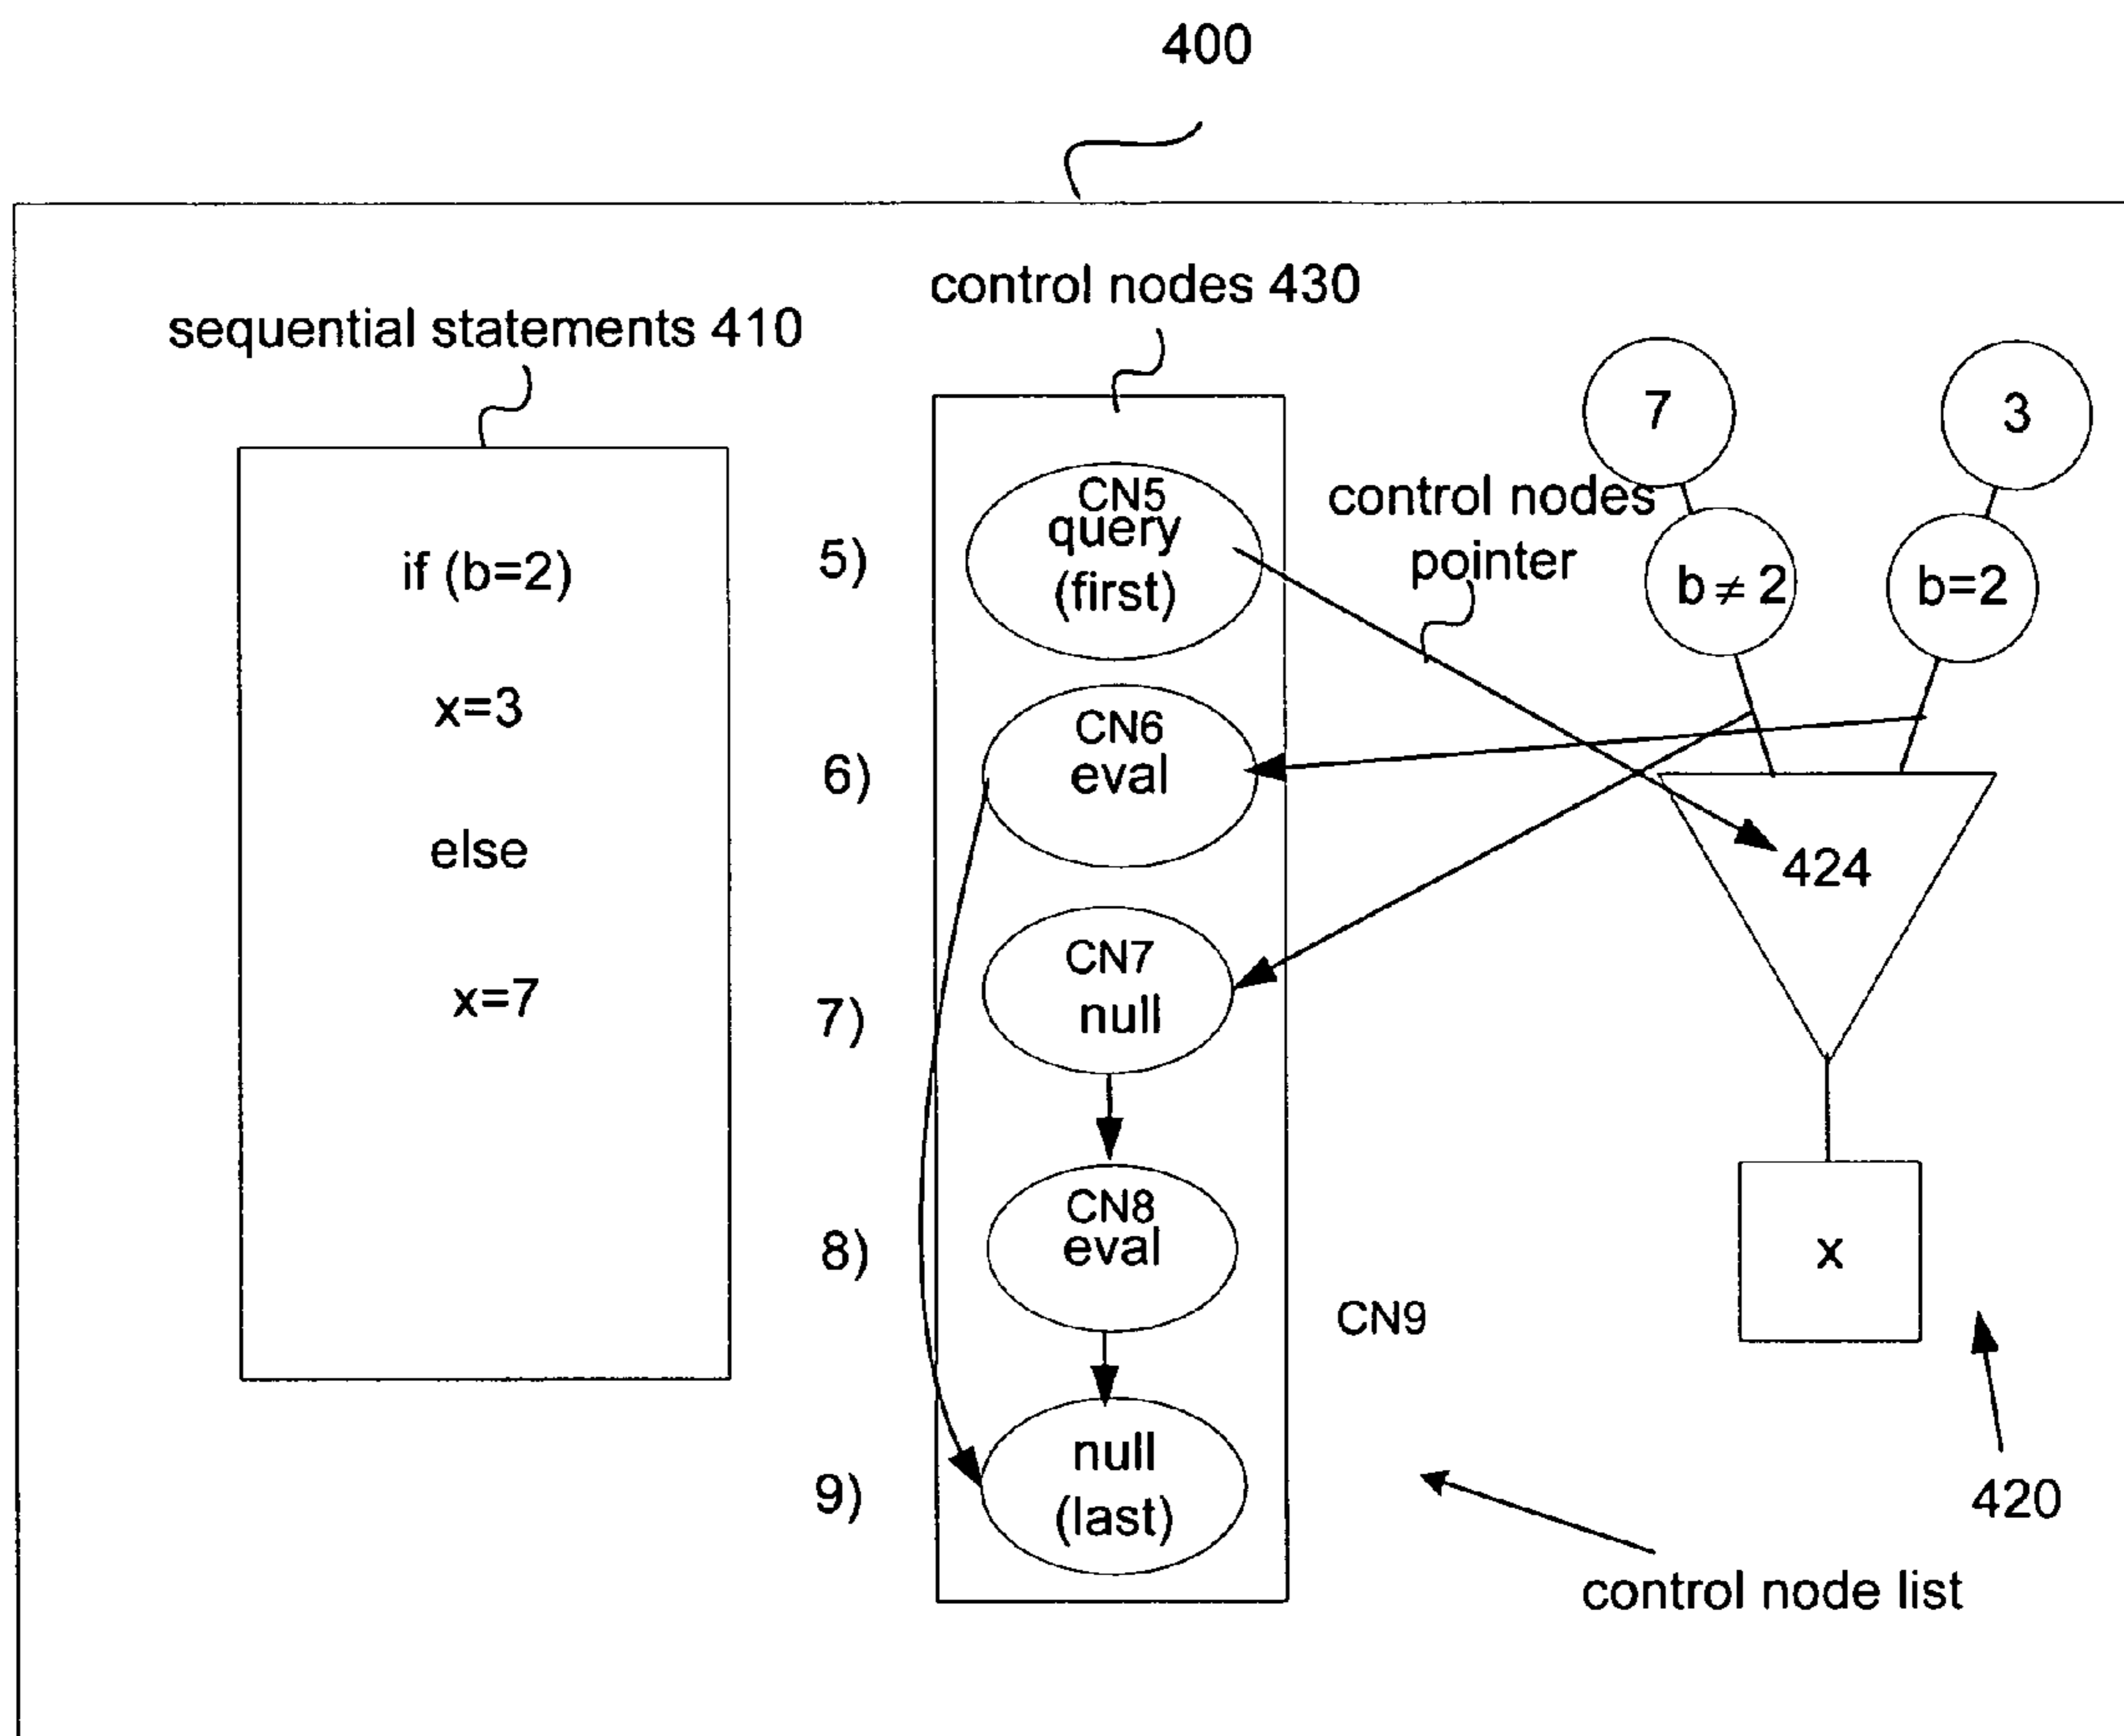 400
control nodes 430
sequential statements 410
if (b=2)
x=3
else
x=7
5)
CN5
query
(first)
6)
CN6
eval
7)
CN7
null
8)
CN8
eval
9)
null
(last)
CN9
control nodes
pointer
7
3
b ≠ 2
b=2
424
x
420
control node list